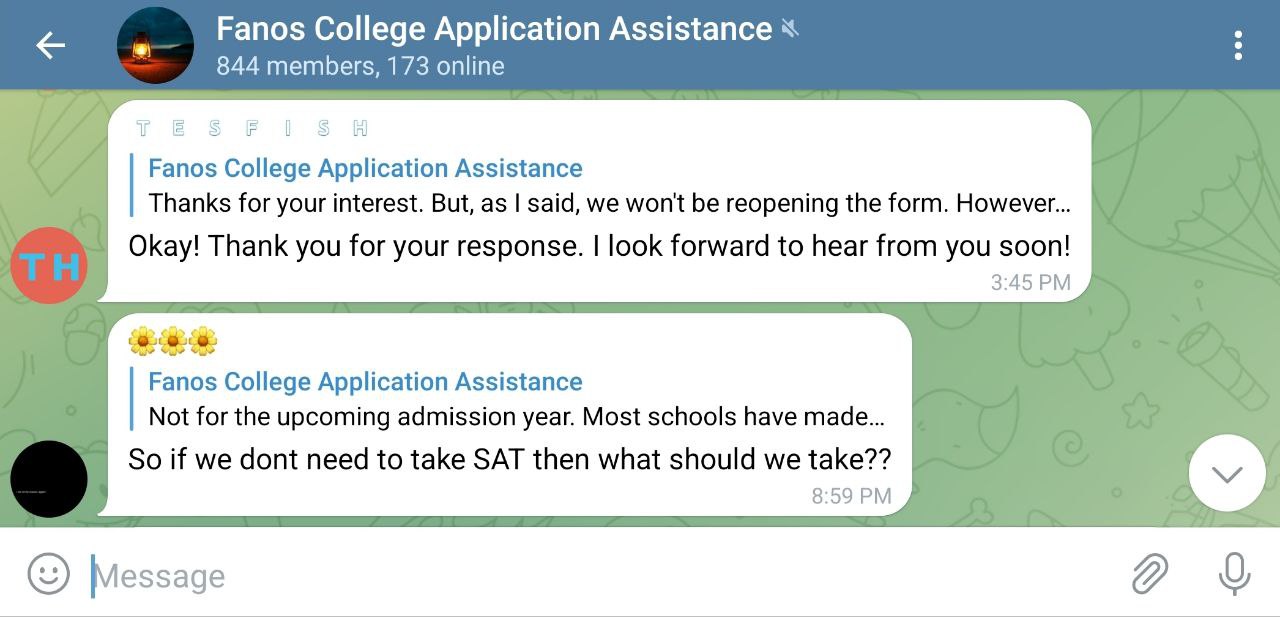 Fanos College Application Assistance
844 members, 173 online
T E S F I S H
Fanos College Application Assistance
Thanks for your interest. But, as I said, we won't be reopening the form. However...
Okay! Thank you for your response. I look forward to hear from you soon!
3:45 PM
TH
🌼🌼🌼
Fanos College Application Assistance
Not for the upcoming admission year. Most schools have made...
So if we dont need to take SAT then what should we take??
8:59 PM
Message